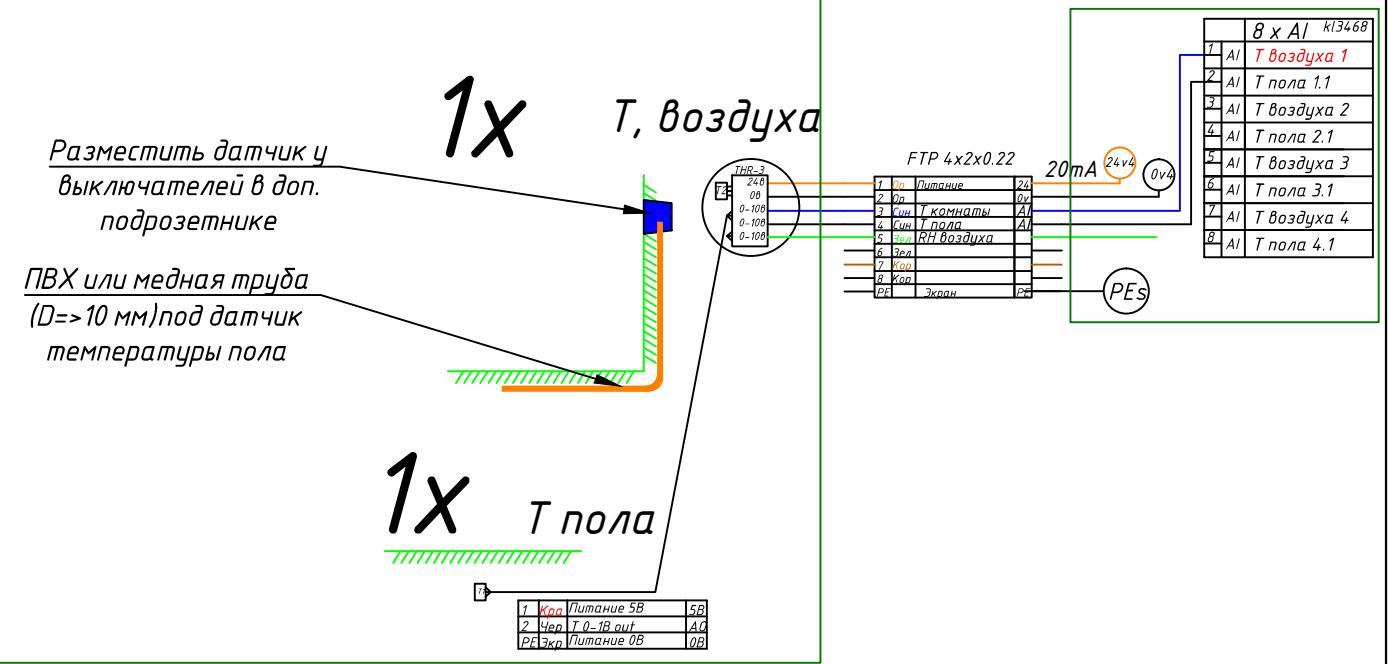 1x
Т, воздуха
Разместить датчик у
выключателей в доп.
подрозетнике
ПВХ или медная труба
(D=>10 мм)под датчик
температуры пола
1x
Т пола
THR-3
T2
24В
0В
0-10В
0-10В
0-10В
FTP 4x2x0.22
1 Ор Питание 24
2 Ор 0v
3 Син Т комнаты AI
4 Син Т пола AI
5 Зел RH воздуха
6 Зел
7 Кор
8 Кор
PE Экран PE
20mA
24v4
0v4
PEs
8 x AI kl3468
1 AI Т воздуха 1
2 AI Т пола 1.1
3 AI Т воздуха 2
4 AI Т пола 2.1
5 AI Т воздуха 3
6 AI Т пола 3.1
7 AI Т воздуха 4
8 AI Т пола 4.1
1 Кра Питание 5В 5В
2 Чер Т 0-1В out AO
PE Экр Питание 0В 0В